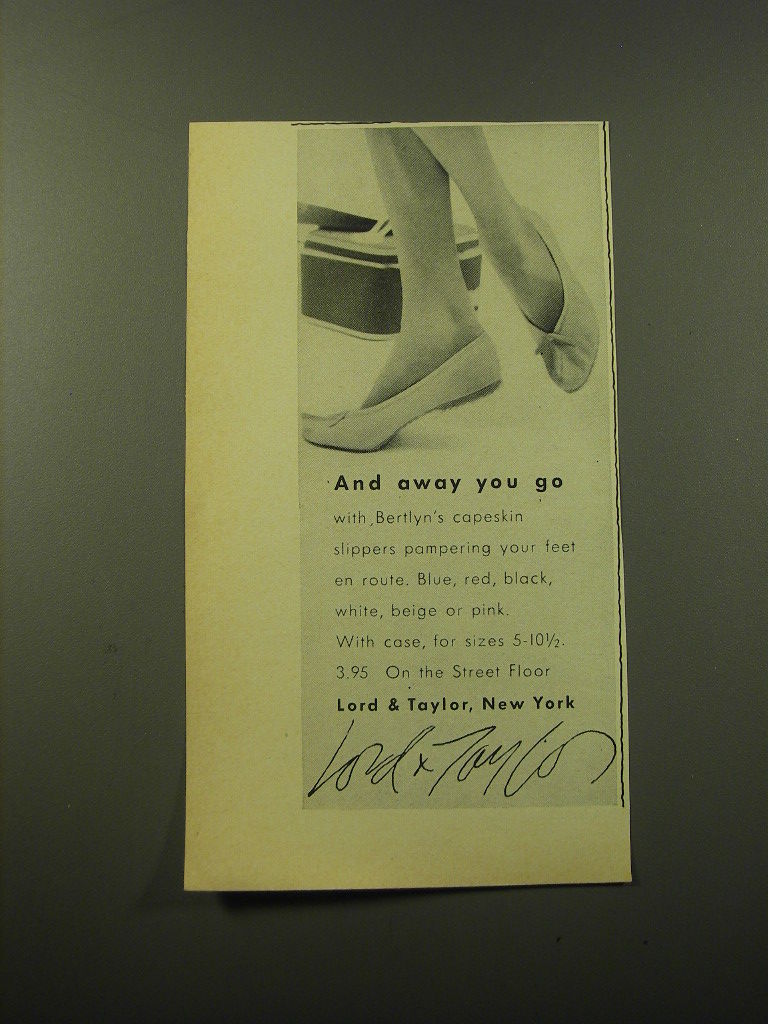 And away you go
with Bertlyn's capeskin
slippers pampering your feet
en route. Blue, red, black,
white, beige or pink.
With case, for sizes 5-10½.
3.95 On the Street Floor
Lord & Taylor, New York
Lord & Taylor